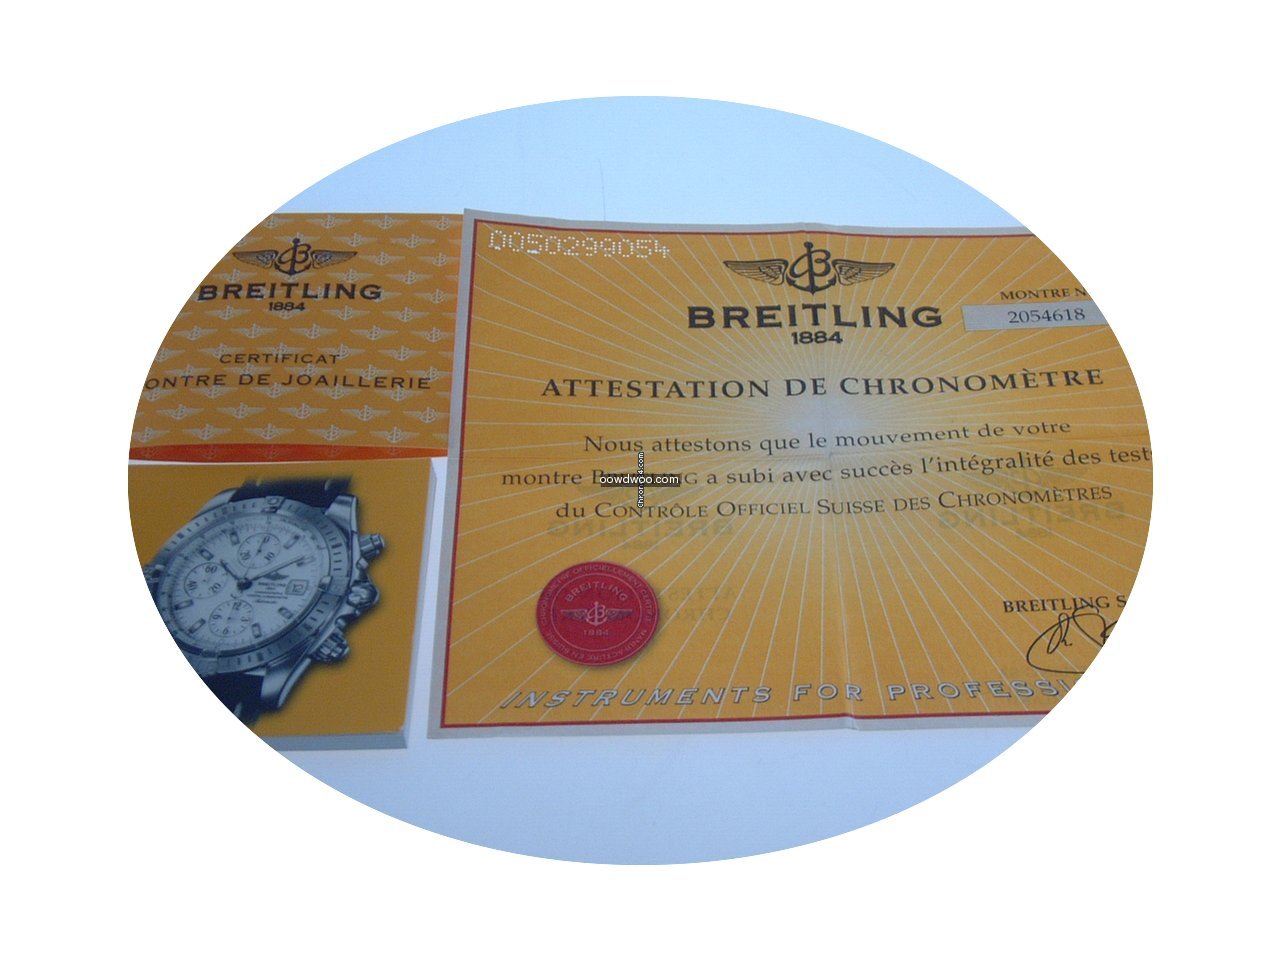 BREITLING
1884
CERTIFICAT
ONTRE DE JOAILLERIE
0050299054
BREITLING
1884
MONTRE N
2054618
ATTESTATION DE CHRONOMÈTRE
Nous attestons que le mouvement de votre
montre a subi avec succès l'intégralité des test
du CONTRÔLE OFFICIEL SUISSE DES CHRONOMÈTRES
oowdwoo.com
BREITLING
1884
BREITLING S
INSTRUMENTS FOR PROFESSI